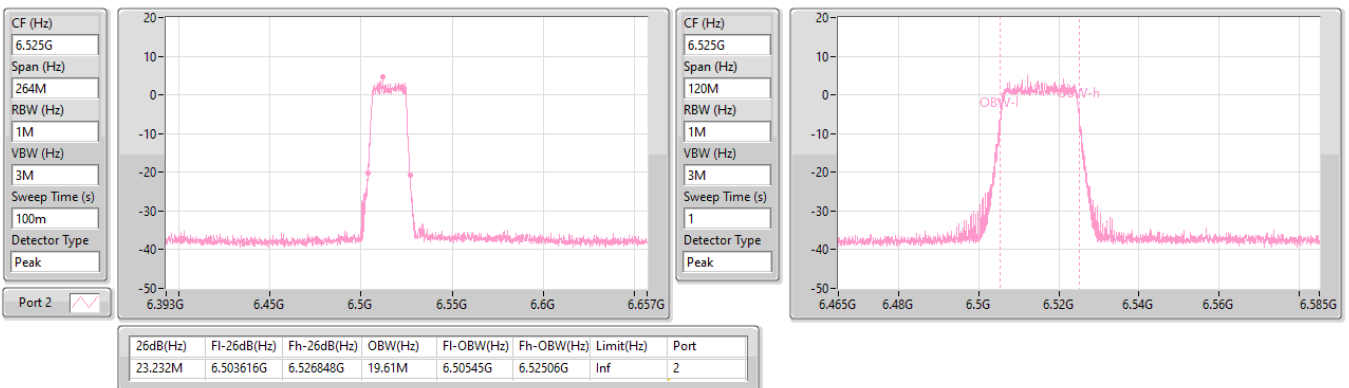 CF (Hz)
6.525G
Span (Hz)
264M
RBW (Hz)
1M
VBW (Hz)
3M
Sweep Time (s)
100m
Detector Type
Peak
Port 2
20-
10-
0-
-10-
-20-
-30-
-40-
-50-
6.393G 6.45G 6.5G 6.55G 6.6G 6.657G
CF (Hz)
6.525G
Span (Hz)
120M
RBW (Hz)
1M
VBW (Hz)
3M
Sweep Time (s)
1
Detector Type
Peak
20-
10-
0-
-10-
-20-
-30-
-40-
-50-
OBW-l OBW-h
6.465G 6.48G 6.5G 6.52G 6.54G 6.56G 6.585G
26dB(Hz) Fl-26dB(Hz) Fh-26dB(Hz) OBW(Hz) Fl-OBW(Hz) Fh-OBW(Hz) Limit(Hz) Port
23.232M 6.503616G 6.526848G 19.61M 6.50545G 6.52506G Inf 2